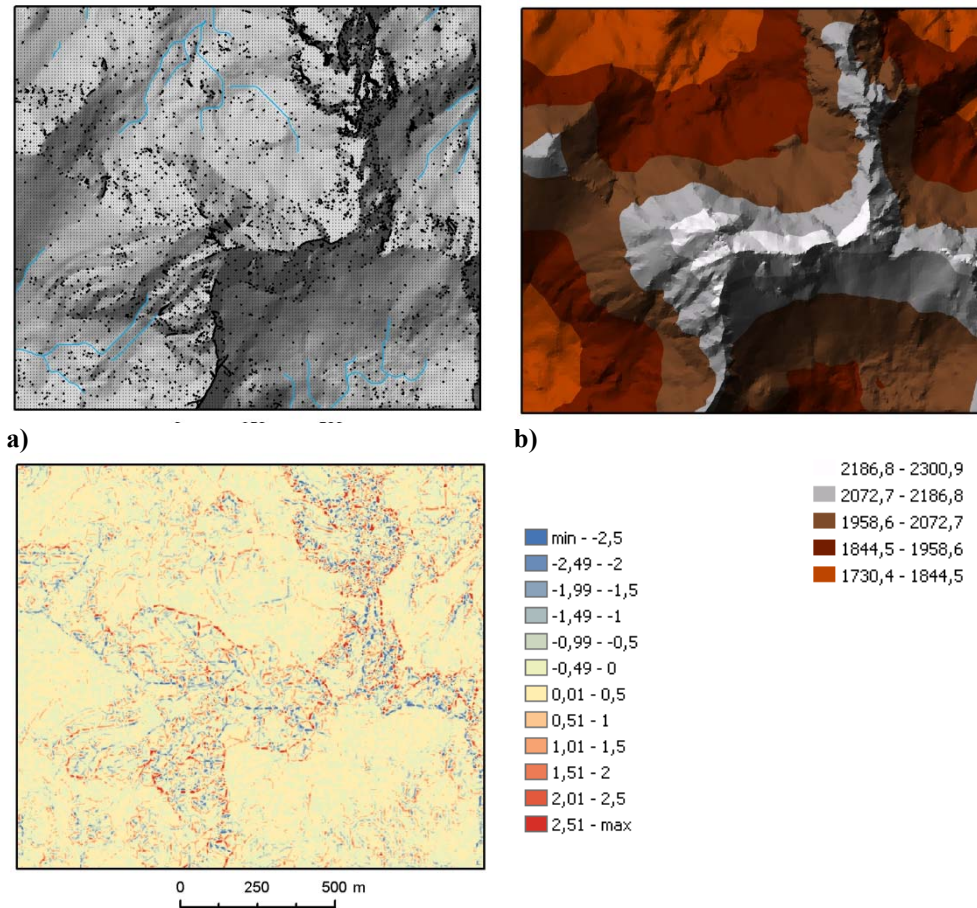 a)
b)
min - -2,5
-2,49 - -2
-1,99 - -1,5
-1,49 - -1
-0,99 - -0,5
-0,49 - 0
0,01 - 0,5
0,51 - 1
1,01 - 1,5
1,51 - 2
2,01 - 2,5
2,51 - max
2186,8 - 2300,9
2072,7 - 2186,8
1958,6 - 2072,7
1844,5 - 1958,6
1730,4 - 1844,5
0 250 500 m